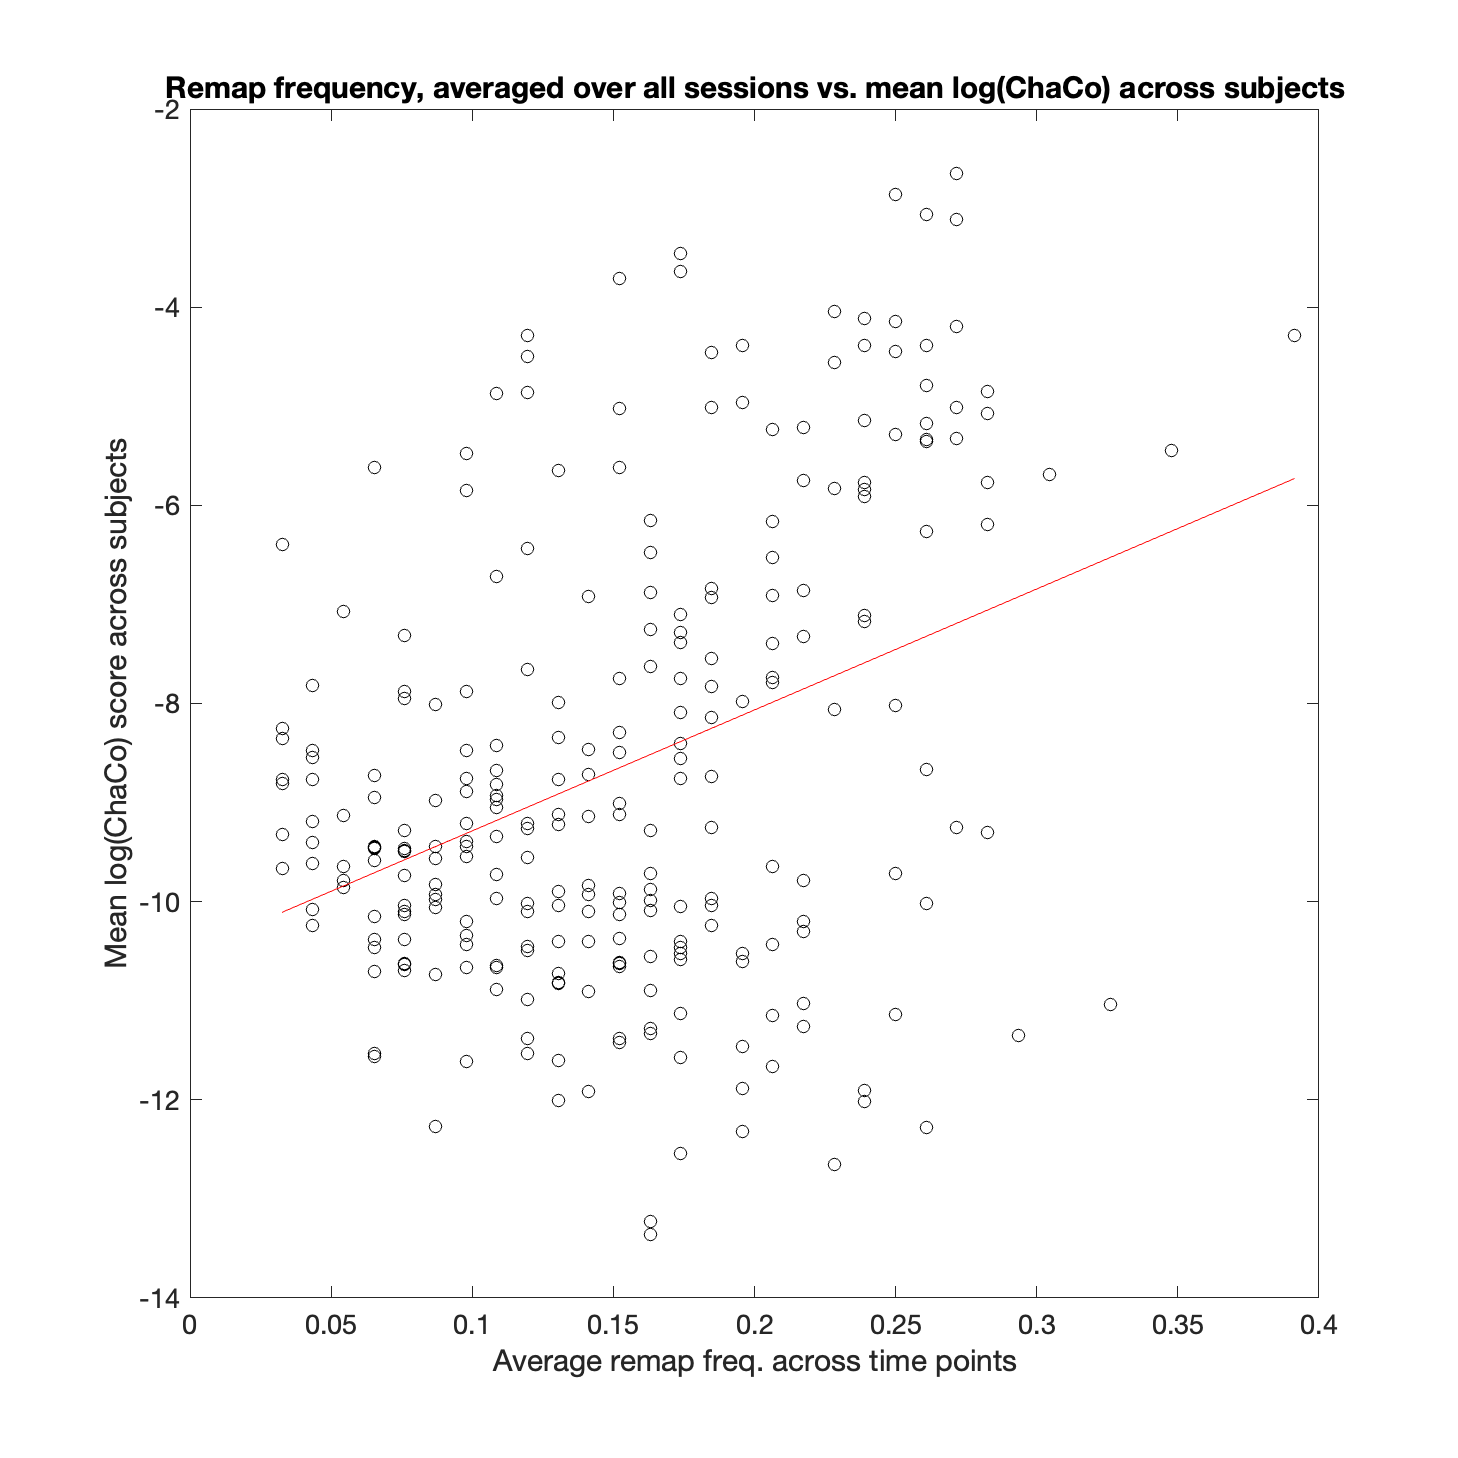 Remap frequency, averaged over all sessions vs. mean log(ChaCo) across subjects
-2
-4
-6
-8
-10
-12
-14
Mean log(ChaCo) score across subjects
0 0.05 0.1 0.15 0.2 0.25 0.3 0.35 0.4
Average remap freq. across time points